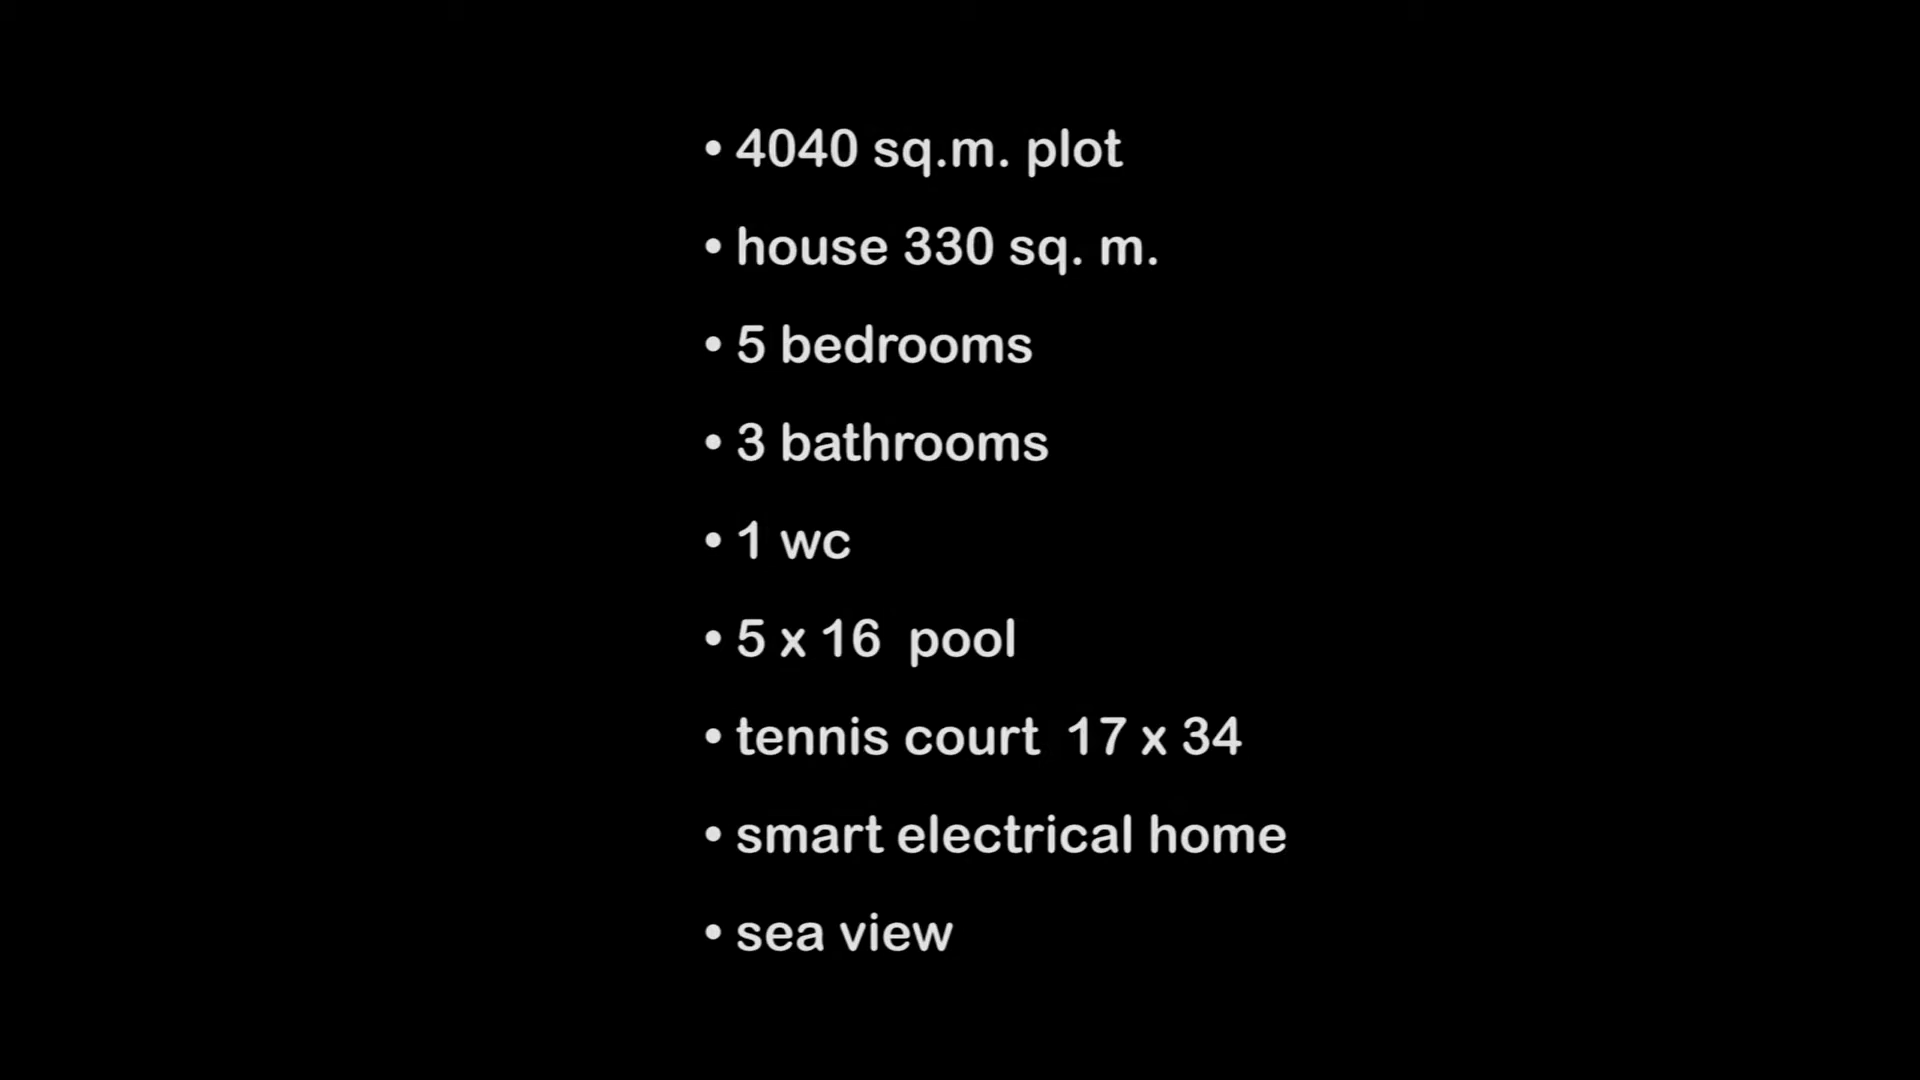 • 4040 sq.m. plot
• house 330 sq. m.
• 5 bedrooms
• 3 bathrooms
• 1 wc
• 5 x 16  pool
• tennis court  17 x 34
• smart electrical home
• sea view